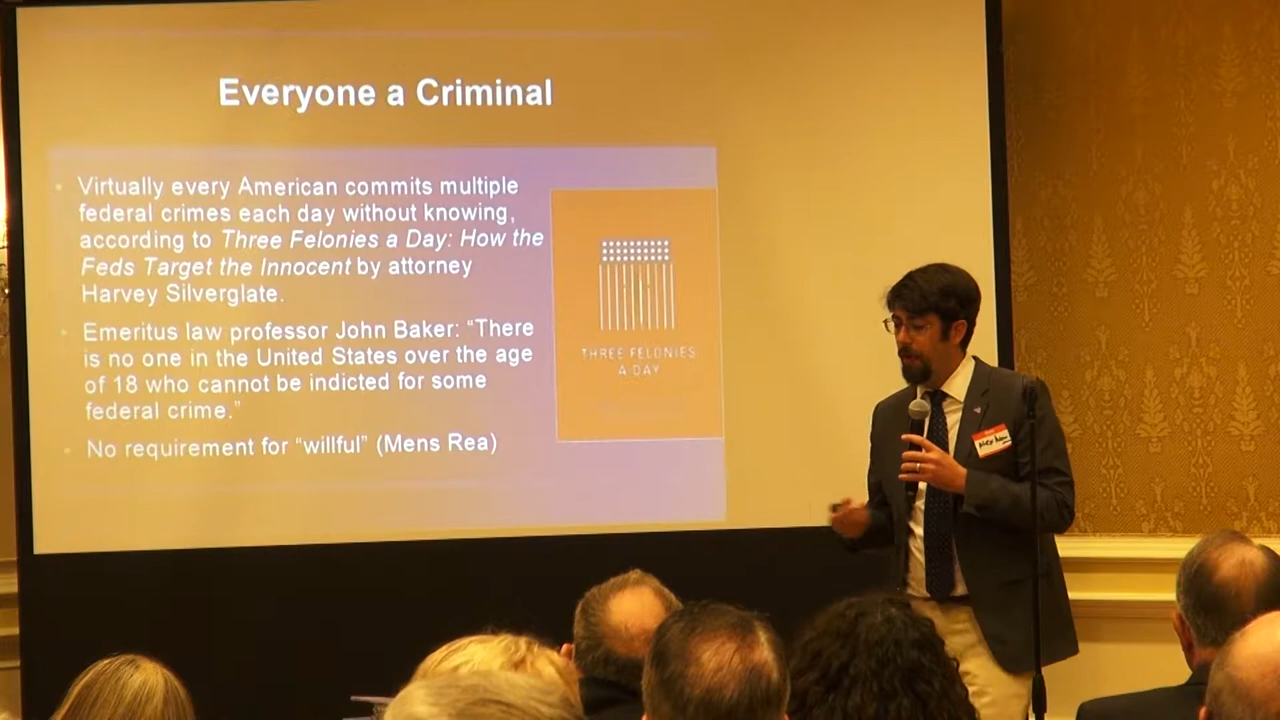 Everyone a Criminal
Virtually every American commits multiple
federal crimes each day without knowing,
according to Three Felonies a Day: How the
Feds Target the Innocent by attorney
Harvey Silverglate.
Emeritus law professor John Baker: “There
is no one in the United States over the age
of 18 who cannot be indicted for some
federal crime.”
No requirement for “willful” (Mens Rea)
THREE FELONIES
A DAY